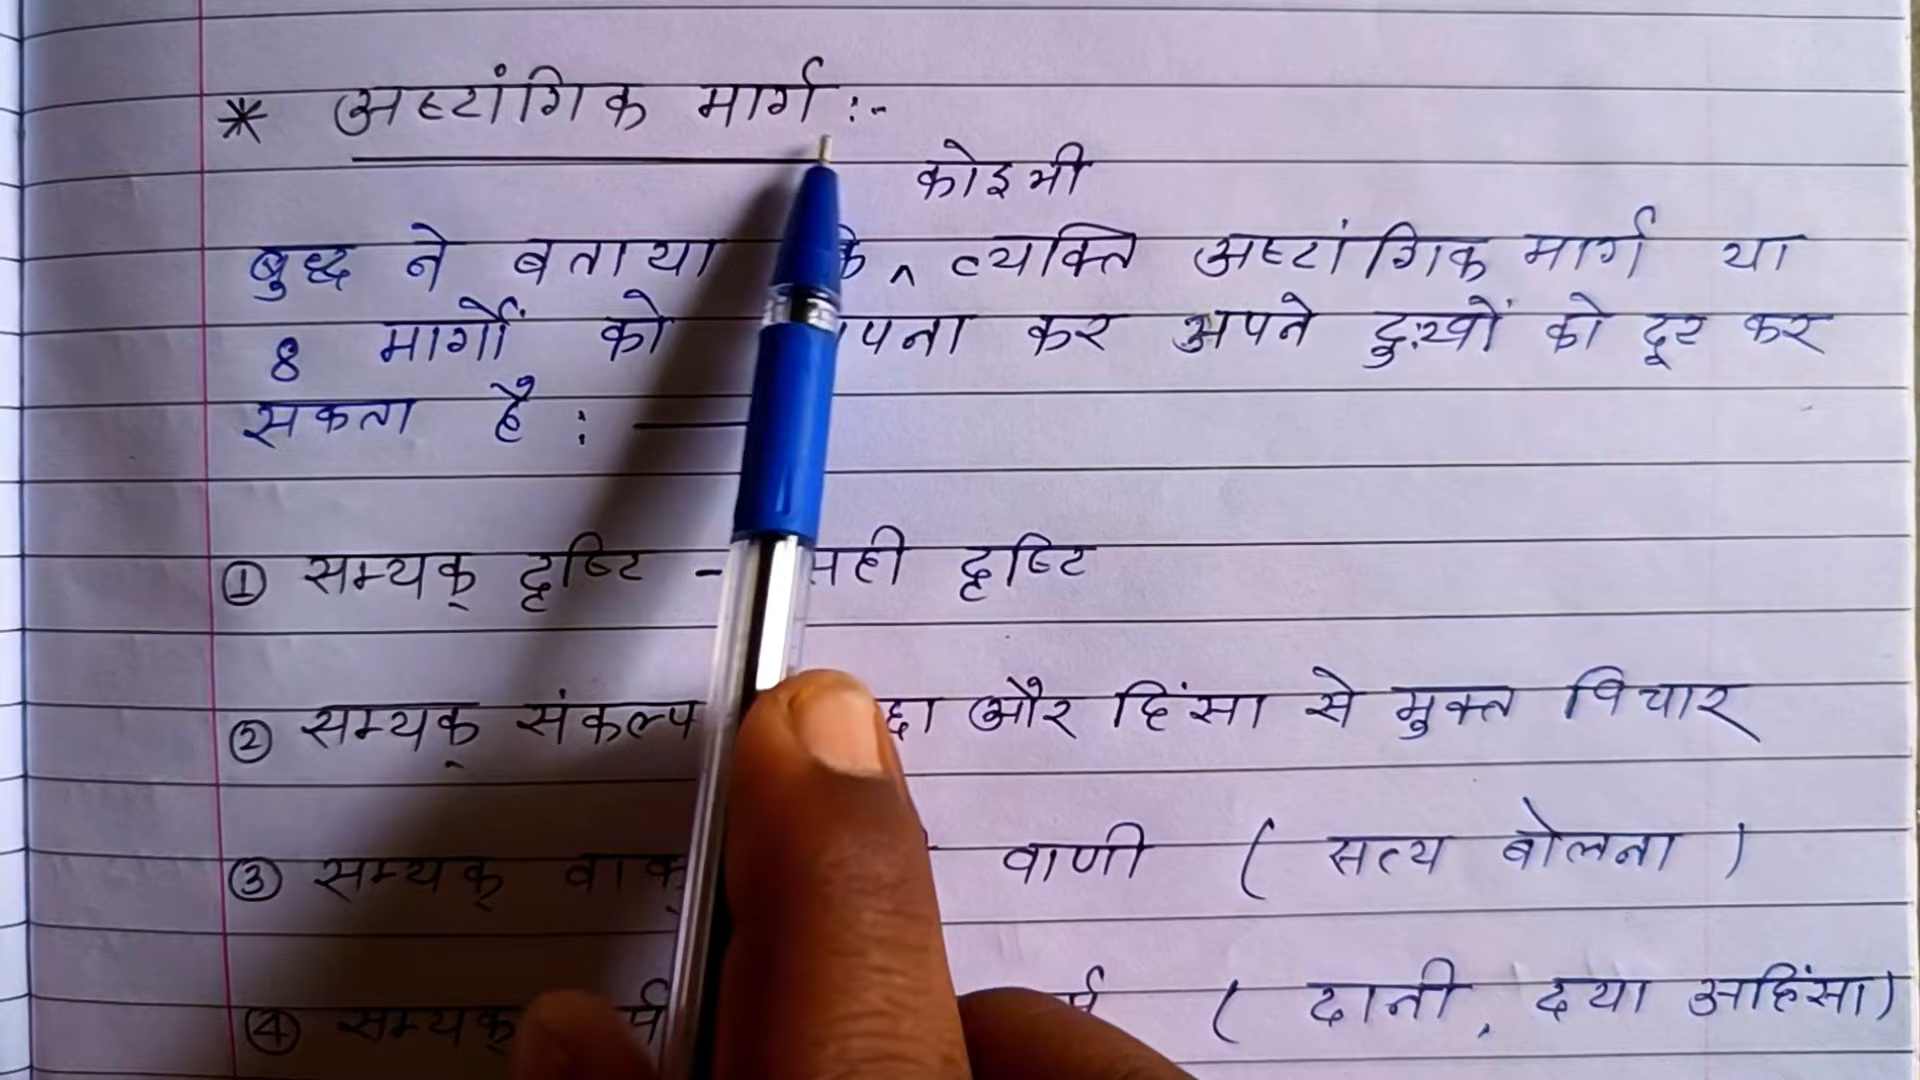 * अष्टांगिक मार्ग :-
कोइ भी
बुद्ध ने बताया ^ व्यक्ति अष्टांगिक मार्ग या
8 मार्गों को कर अपने दु:खों को दूर कर
सकता है : —
① सम्यक् दृष्टि - सही दृष्टि
② सम्यक् संकल्प और हिंसा से मुक्त विचार
③ सम्यक् वाक् वाणी ( सत्य बोलना )
④ सम्यक् ( दानी, दया अहिंसा)